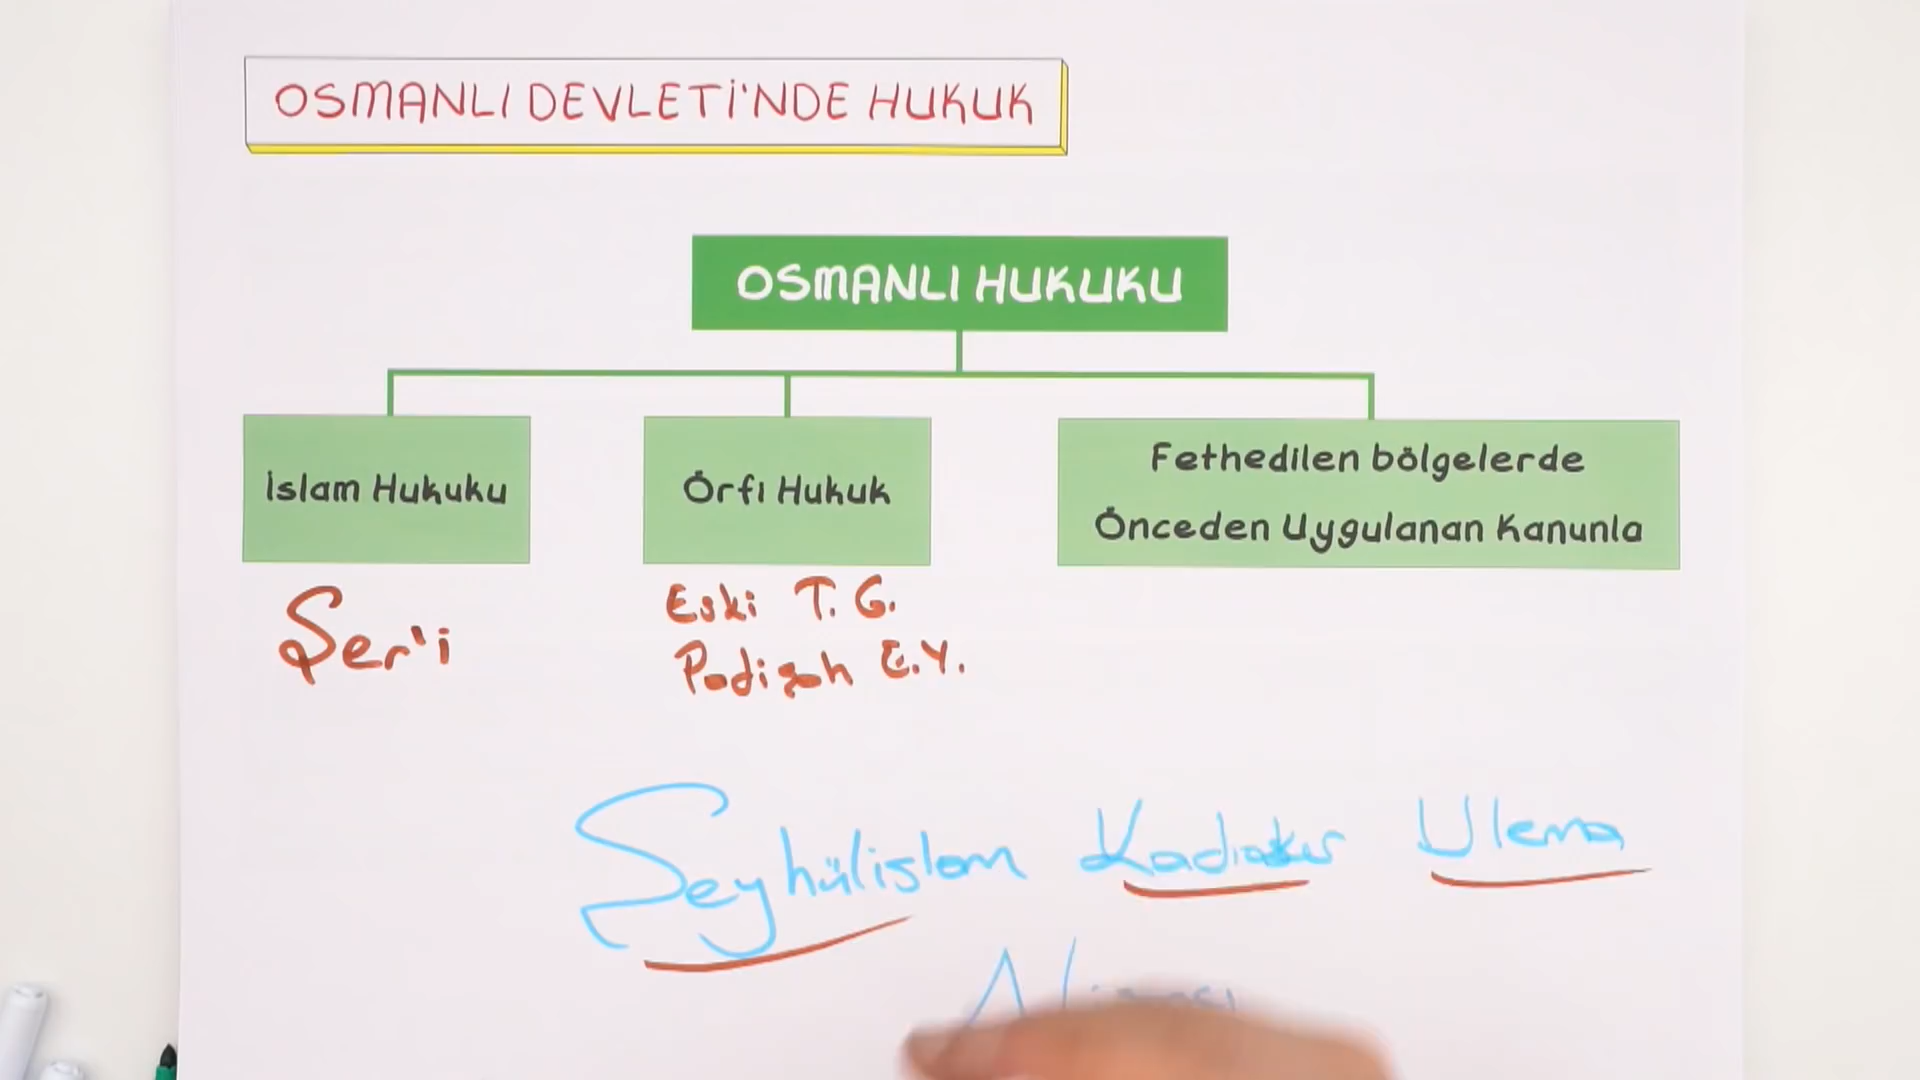 OSMANLI DEVLETİ'NDE HUKUK
OSMANLI HUKUKU
İslam Hukuku
Örfi Hukuk
Fethedilen bölgelerde
Önceden Uygulanan Kanunla
Şer'i
Eski T. G.
Padişah E.Y.
Şeyhülislam Kadıasker Ulema